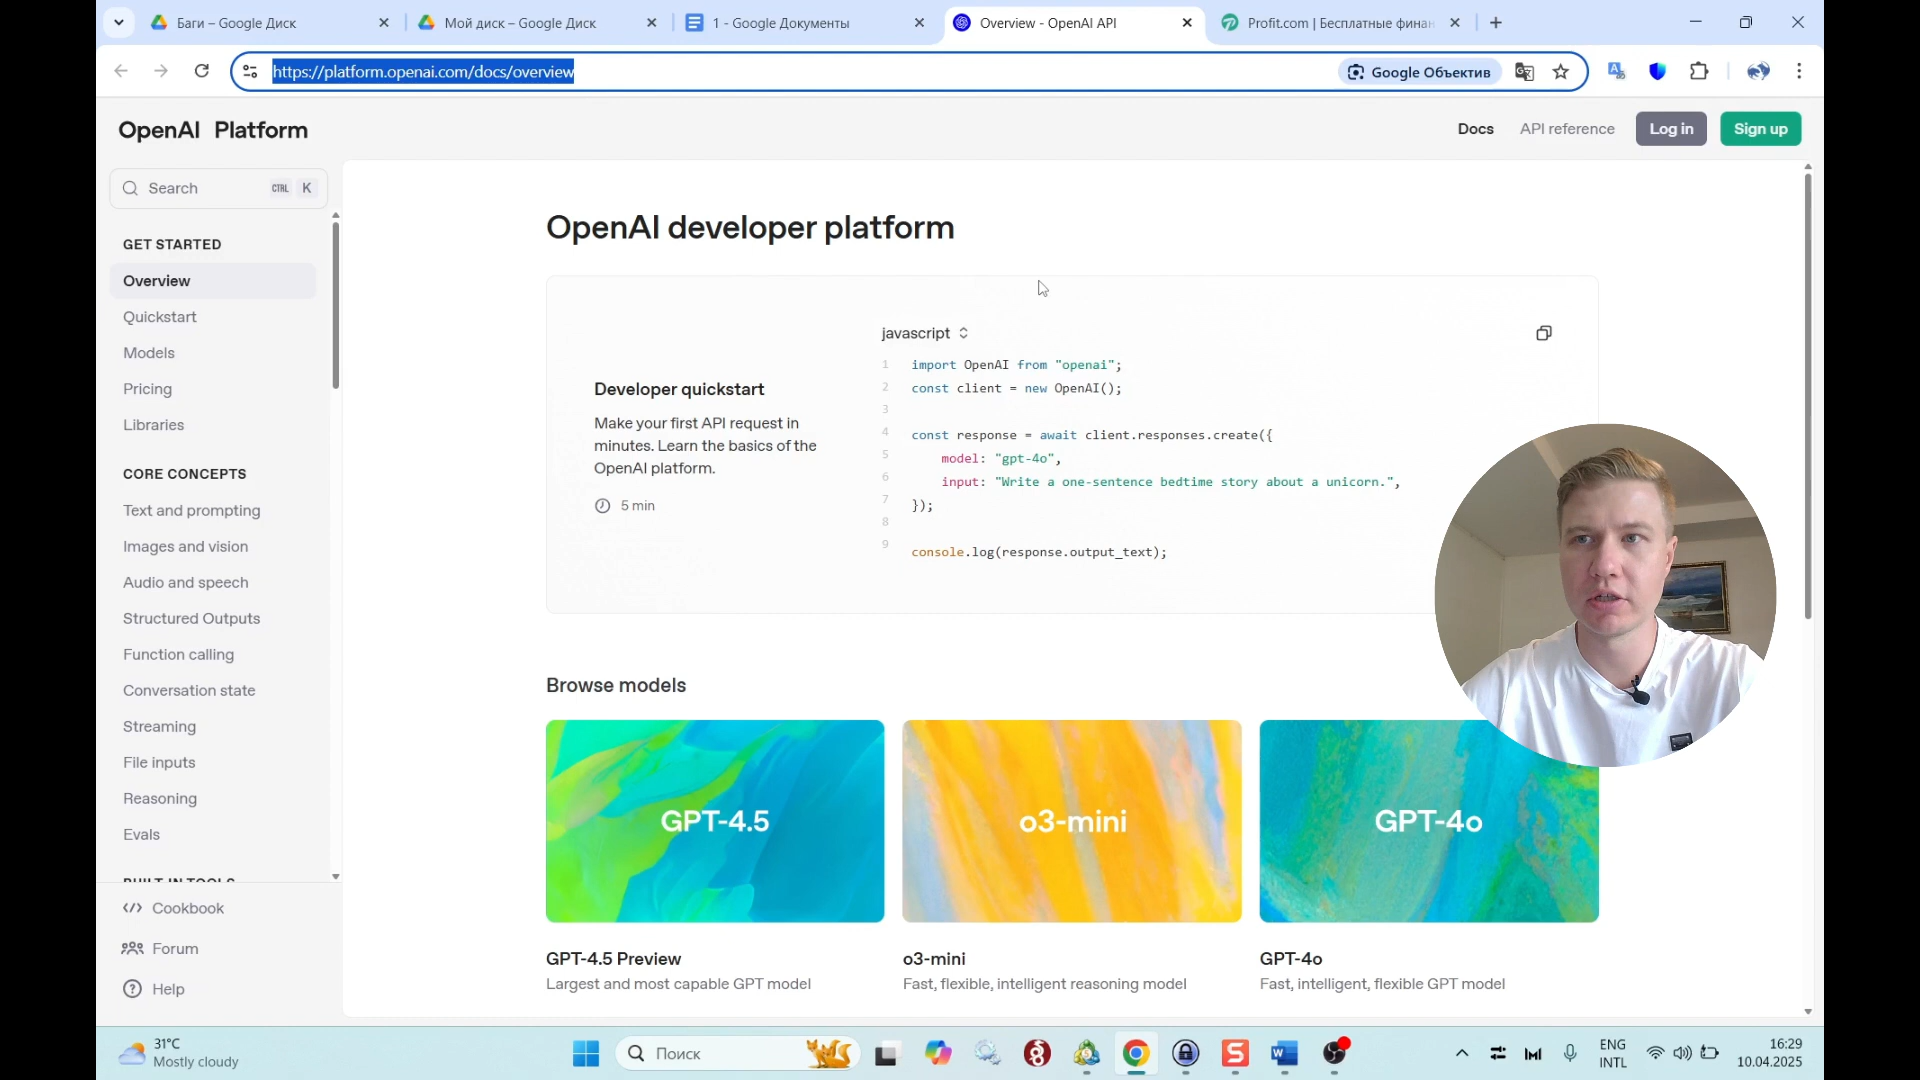 Баги – Google Диск
Мой диск – Google Диск
1 - Google Документы
Overview - OpenAI API
Profit.com | Бесплатные фина
https://platform.openai.com/docs/overview
Google Объектив
OpenAI Platform
Docs
API reference
Log in
Sign up
Search
CTRL K
GET STARTED
Overview
Quickstart
Models
Pricing
Libraries
CORE CONCEPTS
Text and prompting
Images and vision
Audio and speech
Structured Outputs
Function calling
Conversation state
Streaming
File inputs
Reasoning
Evals
BUILT-IN TOOLS
Cookbook
Forum
Help
OpenAI developer platform
Developer quickstart
Make your first API request in
minutes. Learn the basics of the
OpenAI platform.
5 min
javascript
1 import OpenAI from "openai";
2 const client = new OpenAI();
3
4 const response = await client.responses.create({
5 model: "gpt-4o",
6 input: "Write a one-sentence bedtime story about a unicorn.",
7 });
8
9 console.log(response.output_text);
Browse models
GPT-4.5
o3-mini
GPT-4o
GPT-4.5 Preview
Largest and most capable GPT model
o3-mini
Fast, flexible, intelligent reasoning model
GPT-4o
Fast, intelligent, flexible GPT model
31°C
Mostly cloudy
Поиск
ENG
INTL
16:29
10.04.2025